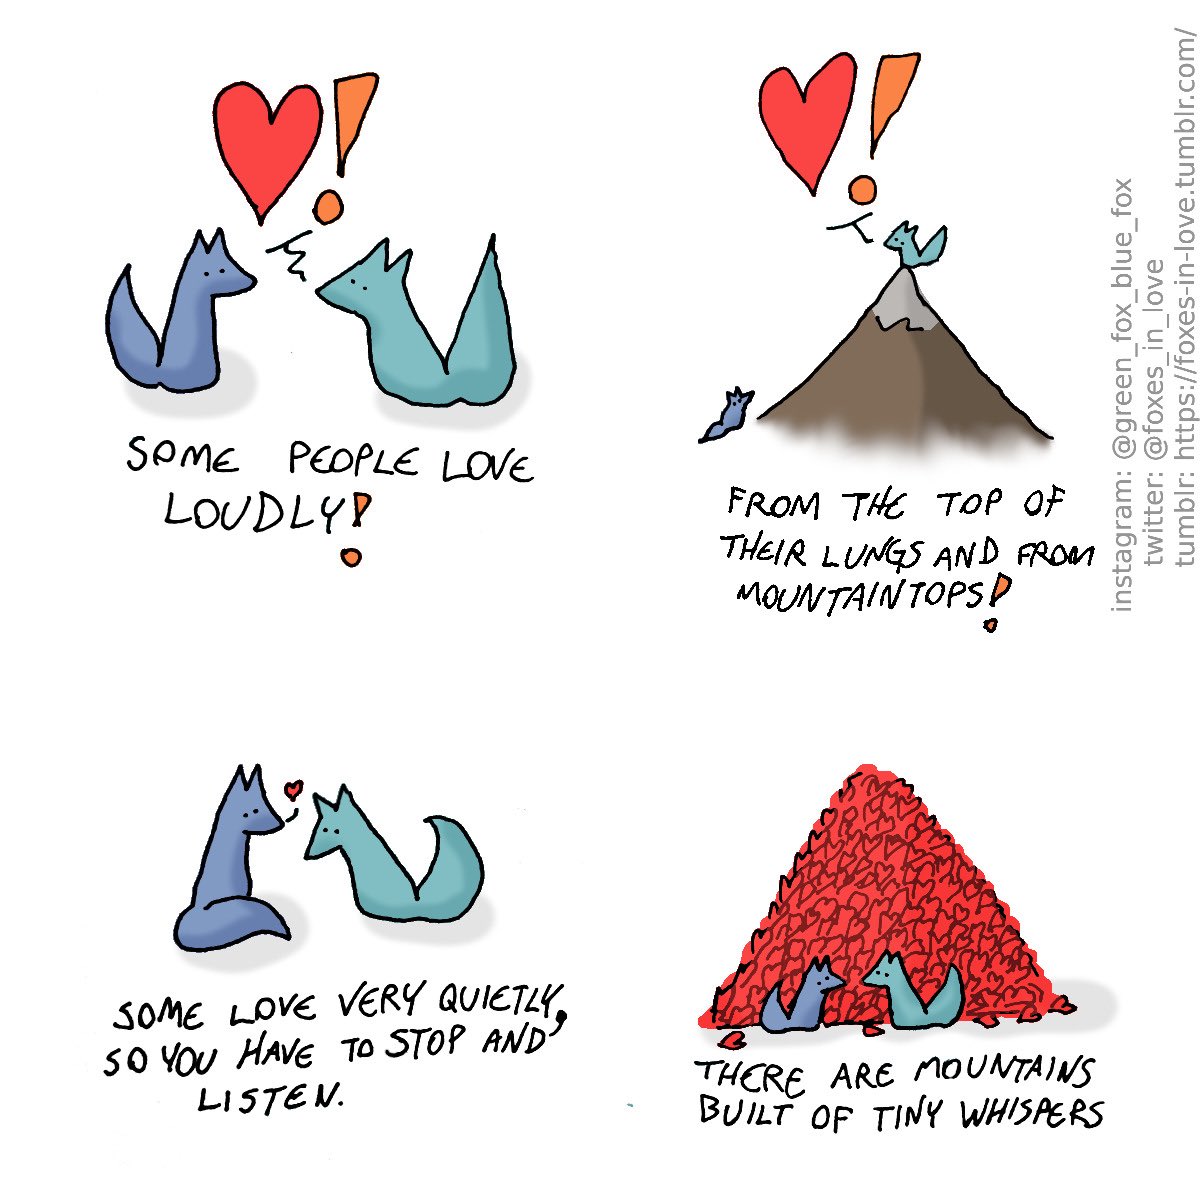 SOME PEOPLE LOVE
LOUDLY!
FROM THE TOP OF
THEIR LUNGS AND FROM
MOUNTAINTOPS!
SOME LOVE VERY QUIETLY,
SO YOU HAVE TO STOP AND
LISTEN.
THERE ARE MOUNTAINS
BUILT OF TINY WHISPERS
instagram: @green_fox_blue_fox
twitter: @foxes_in_love
tumblr: https://foxes-in-love.tumblr.com/